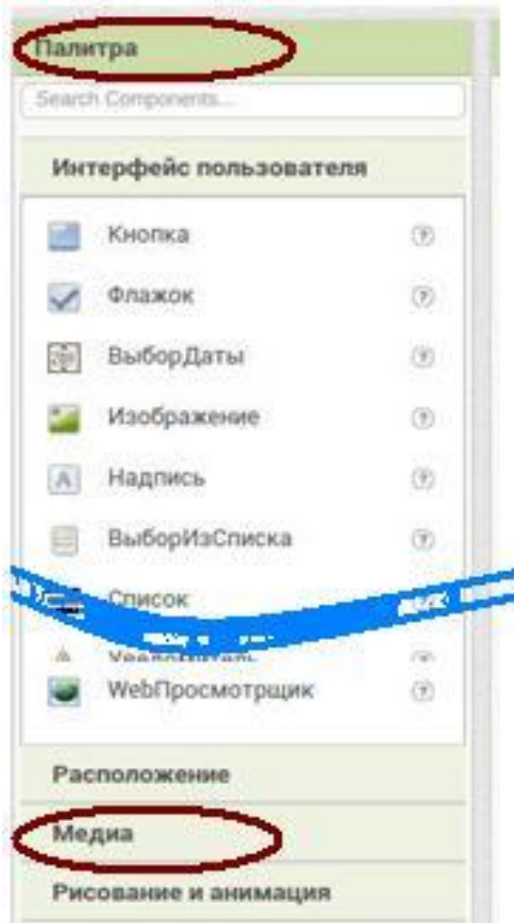 Палитра
Search Components...
Интерфейс пользователя
Кнопка
Флажок
ВыборДаты
Изображение
Надпись
ВыборИзСписка
Список
WebПросмотрщик
Расположение
Медиа
Рисование и анимация